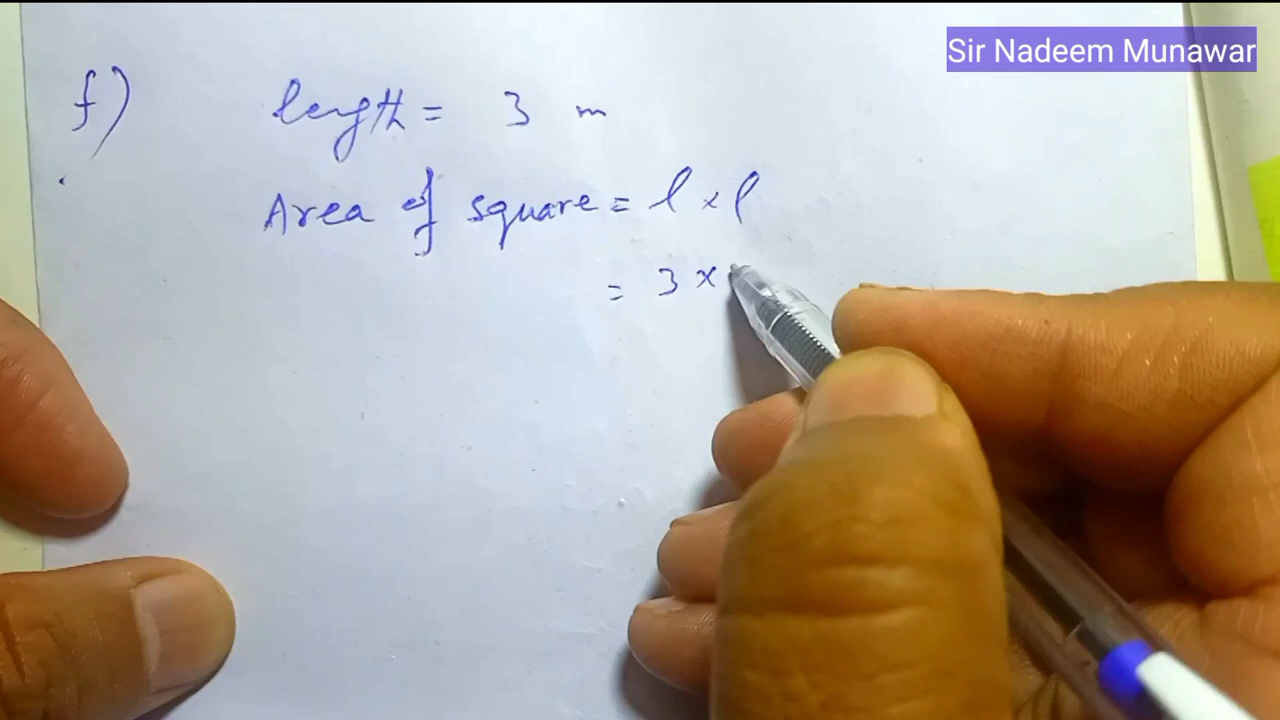 Sir Nadeem Munawar
f) length = 3 m
Area of square = l × l
= 3 ×